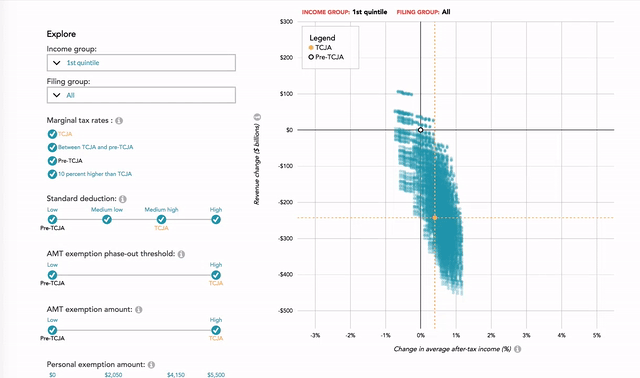 INCOME GROUP: 1st quintile FILING GROUP: All
Explore
Income group:
1st quintile
Filing group:
All
Marginal tax rates :
TCJA
Between TCJA and pre-TCJA
Pre-TCJA
10 percent higher than TCJA
Standard deduction:
Low Medium low Medium high High
Pre-TCJA TCJA
AMT exemption phase-out threshold:
Low High
Pre-TCJA TCJA
AMT exemption amount:
Low High
Pre-TCJA TCJA
Personal exemption amount:
$0 $2,050 $4,150 $5,500
Legend
TCJA
Pre-TCJA
Revenue change ($ billions)
$300
$200
$100
$0
-$100
-$200
-$300
-$400
-$500
-3% -2% -1% 0% 1% 2% 3% 4% 5%
Change in average after-tax income (%)